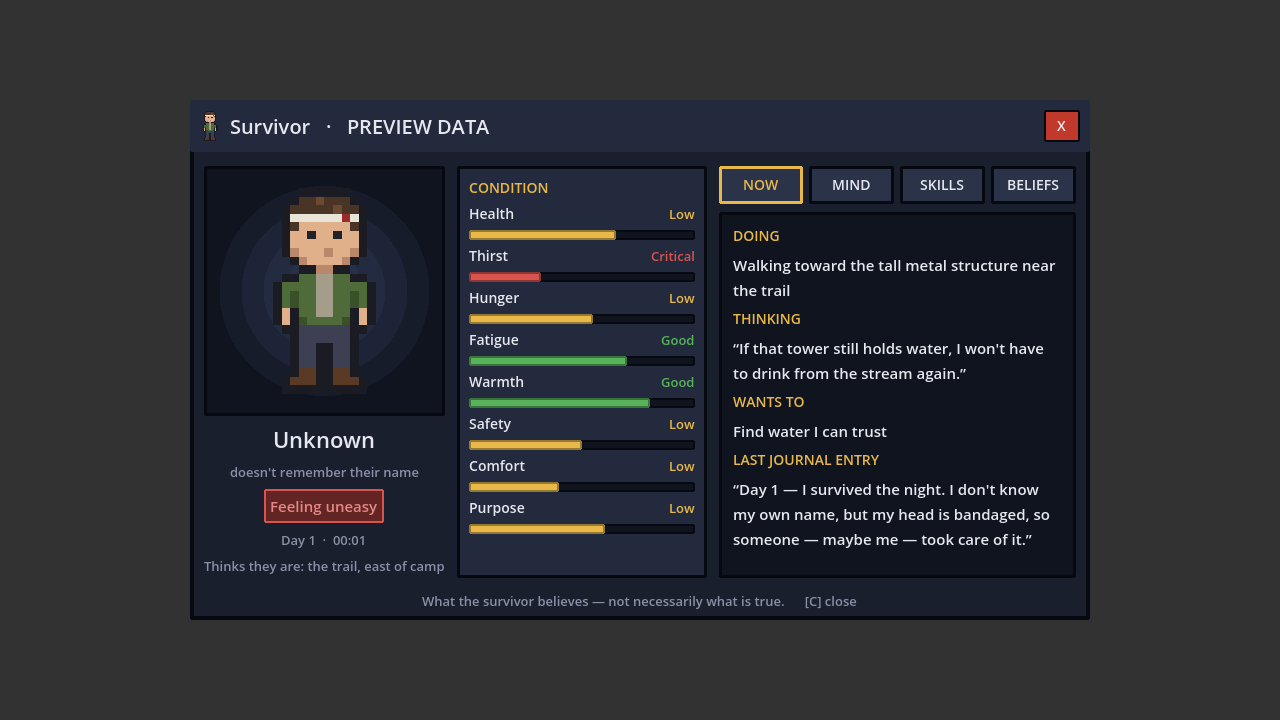 Survivor · PREVIEW DATA
X
Unknown
doesn't remember their name
Feeling uneasy
Day 1 · 00:01
Thinks they are: the trail, east of camp
CONDITION
Health Low
Thirst Critical
Hunger Low
Fatigue Good
Warmth Good
Safety Low
Comfort Low
Purpose Low
NOW MIND SKILLS BELIEFS
DOING
Walking toward the tall metal structure near
the trail
THINKING
“If that tower still holds water, I won't have
to drink from the stream again.”
WANTS TO
Find water I can trust
LAST JOURNAL ENTRY
“Day 1 — I survived the night. I don't know
my own name, but my head is bandaged, so
someone — maybe me — took care of it.”
What the survivor believes — not necessarily what is true. [C] close